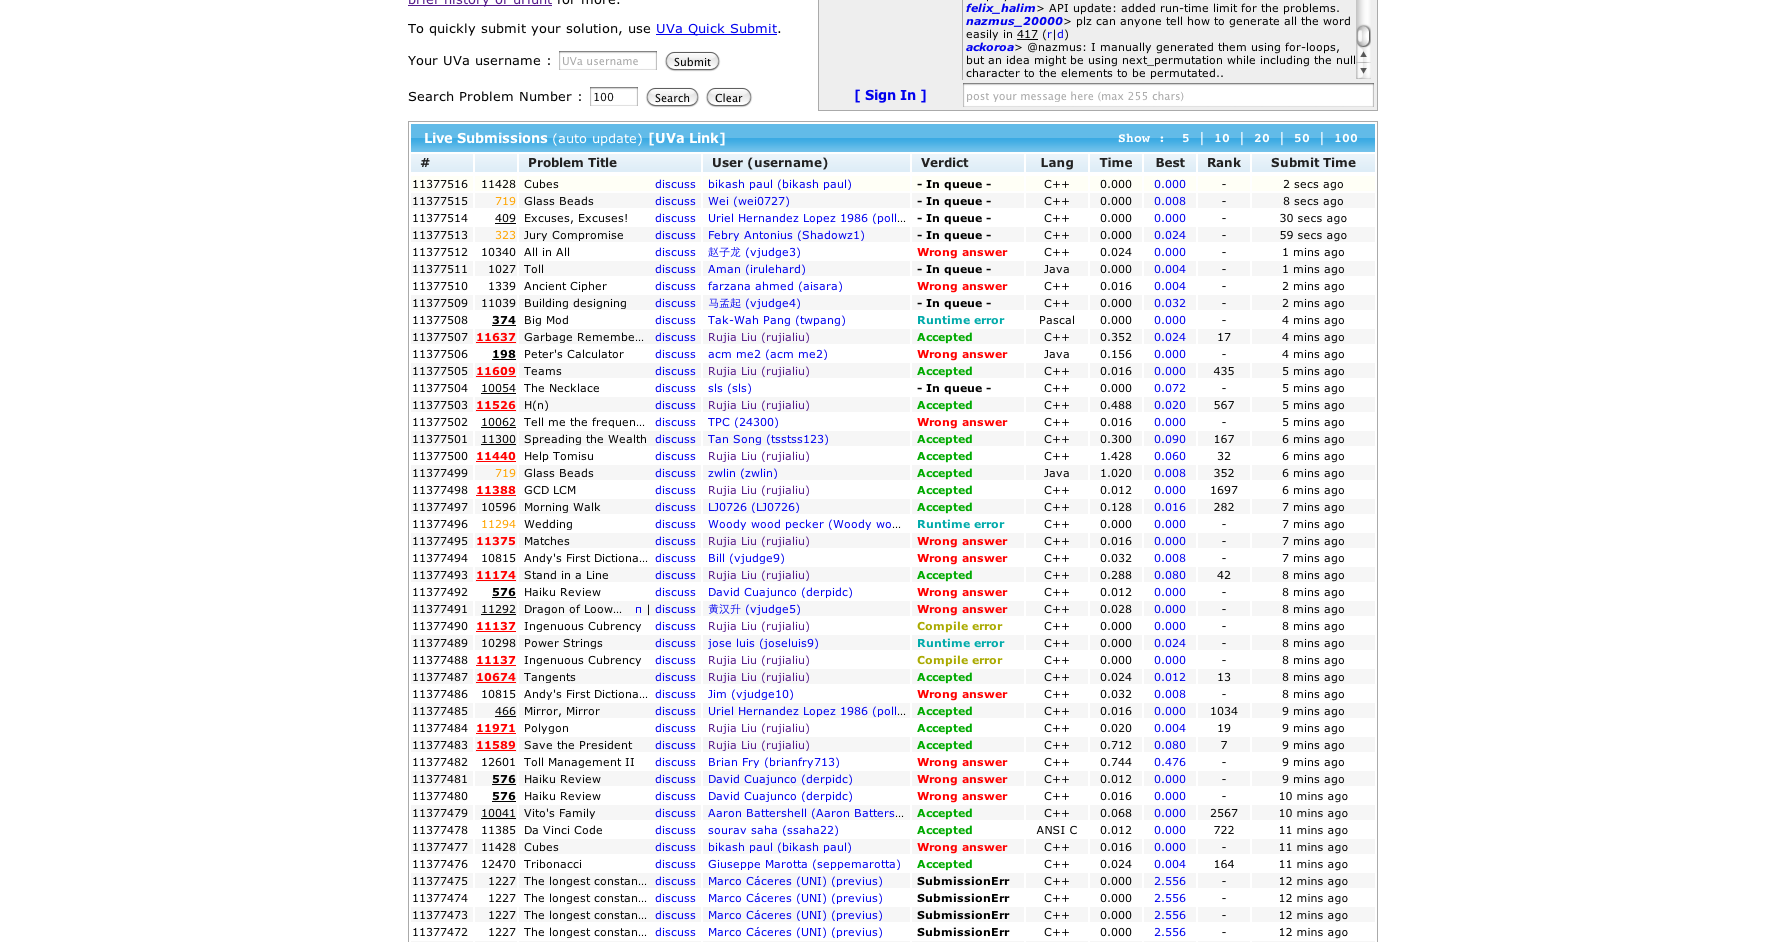 brief history of uHunt for more.
To quickly submit your solution, use UVa Quick Submit.
Your UVa username : UVa username Submit
Search Problem Number : 100 Search Clear
felix_halim> API update: added run-time limit for the problems.
nazmus_20000> plz can anyone tell how to generate all the word
easily in 417 (r|d)
ackoroa> @nazmus: I manually generated them using for-loops,
but an idea might be using next_permutation while including the null
character to the elements to be permutated..
[ Sign In ] post your message here (max 255 chars)
Live Submissions (auto update) [UVa Link] Show : 5 | 10 | 20 | 50 | 100
# Problem Title User (username) Verdict Lang Time Best Rank Submit Time
11377516 11428 Cubes discuss bikash paul (bikash paul) - In queue - C++ 0.000 0.000 - 2 secs ago
11377515 719 Glass Beads discuss Wei (wei0727) - In queue - C++ 0.000 0.008 - 8 secs ago
11377514 409 Excuses, Excuses! discuss Uriel Hernandez Lopez 1986 (poll... - In queue - C++ 0.000 0.000 - 30 secs ago
11377513 323 Jury Compromise discuss Febry Antonius (Shadowz1) - In queue - C++ 0.000 0.024 - 59 secs ago
11377512 10340 All in All discuss 赵子龙 (vjudge3) Wrong answer C++ 0.024 0.000 - 1 mins ago
11377511 1027 Toll discuss Aman (irulehard) - In queue - Java 0.000 0.004 - 1 mins ago
11377510 1339 Ancient Cipher discuss farzana ahmed (aisara) Wrong answer C++ 0.016 0.004 - 2 mins ago
11377509 11039 Building designing discuss 马孟起 (vjudge4) - In queue - C++ 0.000 0.032 - 2 mins ago
11377508 374 Big Mod discuss Tak-Wah Pang (twpang) Runtime error Pascal 0.000 0.000 - 4 mins ago
11377507 11637 Garbage Remembe... discuss Rujia Liu (rujialiu) Accepted C++ 0.352 0.024 17 4 mins ago
11377506 198 Peter's Calculator discuss acm me2 (acm me2) Wrong answer Java 0.156 0.000 - 4 mins ago
11377505 11609 Teams discuss Rujia Liu (rujialiu) Accepted C++ 0.016 0.000 435 5 mins ago
11377504 10054 The Necklace discuss sls (sls) - In queue - C++ 0.000 0.072 - 5 mins ago
11377503 11526 H(n) discuss Rujia Liu (rujialiu) Accepted C++ 0.488 0.020 567 5 mins ago
11377502 10062 Tell me the frequen... discuss TPC (24300) Wrong answer C++ 0.016 0.000 - 5 mins ago
11377501 11300 Spreading the Wealth discuss Tan Song (tsstss123) Accepted C++ 0.300 0.090 167 6 mins ago
11377500 11440 Help Tomisu discuss Rujia Liu (rujialiu) Accepted C++ 1.428 0.060 32 6 mins ago
11377499 719 Glass Beads discuss zwlin (zwlin) Accepted Java 1.020 0.008 352 6 mins ago
11377498 11388 GCD LCM discuss Rujia Liu (rujialiu) Accepted C++ 0.012 0.000 1697 6 mins ago
11377497 10596 Morning Walk discuss LJ0726 (LJ0726) Accepted C++ 0.128 0.016 282 7 mins ago
11377496 11294 Wedding discuss Woody wood pecker (Woody wo... Runtime error C++ 0.000 0.000 - 7 mins ago
11377495 11375 Matches discuss Rujia Liu (rujialiu) Wrong answer C++ 0.016 0.000 - 7 mins ago
11377494 10815 Andy's First Dictiona... discuss Bill (vjudge9) Wrong answer C++ 0.032 0.008 - 7 mins ago
11377493 11174 Stand in a Line discuss Rujia Liu (rujialiu) Accepted C++ 0.288 0.080 42 8 mins ago
11377492 576 Haiku Review discuss David Cuajunco (derpidc) Wrong answer C++ 0.012 0.000 - 8 mins ago
11377491 11292 Dragon of Loow... n | discuss 黄汉升 (vjudge5) Wrong answer C++ 0.028 0.000 - 8 mins ago
11377490 11137 Ingenuous Cubrency discuss Rujia Liu (rujialiu) Compile error C++ 0.000 0.000 - 8 mins ago
11377489 10298 Power Strings discuss jose luis (joseluis9) Runtime error C++ 0.000 0.024 - 8 mins ago
11377488 11137 Ingenuous Cubrency discuss Rujia Liu (rujialiu) Compile error C++ 0.000 0.000 - 8 mins ago
11377487 10674 Tangents discuss Rujia Liu (rujialiu) Accepted C++ 0.024 0.012 13 8 mins ago
11377486 10815 Andy's First Dictiona... discuss Jim (vjudge10) Wrong answer C++ 0.032 0.008 - 8 mins ago
11377485 466 Mirror, Mirror discuss Uriel Hernandez Lopez 1986 (poll... Accepted C++ 0.016 0.000 1034 9 mins ago
11377484 11971 Polygon discuss Rujia Liu (rujialiu) Accepted C++ 0.020 0.004 19 9 mins ago
11377483 11589 Save the President discuss Rujia Liu (rujialiu) Accepted C++ 0.712 0.080 7 9 mins ago
11377482 12601 Toll Management II discuss Brian Fry (brianfry713) Wrong answer C++ 0.744 0.476 - 9 mins ago
11377481 576 Haiku Review discuss David Cuajunco (derpidc) Wrong answer C++ 0.012 0.000 - 9 mins ago
11377480 576 Haiku Review discuss David Cuajunco (derpidc) Wrong answer C++ 0.016 0.000 - 10 mins ago
11377479 10041 Vito's Family discuss Aaron Battershell (Aaron Batters... Accepted C++ 0.068 0.000 2567 10 mins ago
11377478 11385 Da Vinci Code discuss sourav saha (ssaha22) Accepted ANSI C 0.012 0.000 722 11 mins ago
11377477 11428 Cubes discuss bikash paul (bikash paul) Wrong answer C++ 0.016 0.000 - 11 mins ago
11377476 12470 Tribonacci discuss Giuseppe Marotta (seppemarotta) Accepted C++ 0.024 0.004 164 11 mins ago
11377475 1227 The longest constan... discuss Marco Cáceres (UNI) (previus) SubmissionErr C++ 0.000 2.556 - 12 mins ago
11377474 1227 The longest constan... discuss Marco Cáceres (UNI) (previus) SubmissionErr C++ 0.000 2.556 - 12 mins ago
11377473 1227 The longest constan... discuss Marco Cáceres (UNI) (previus) SubmissionErr C++ 0.000 2.556 - 12 mins ago
11377472 1227 The longest constan... discuss Marco Cáceres (UNI) (previus) SubmissionErr C++ 0.000 2.556 - 12 mins ago